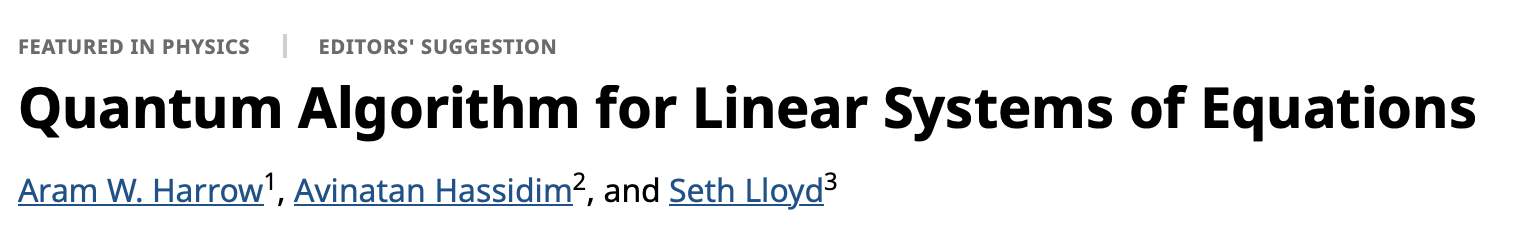 FEATURED IN PHYSICS | EDITORS' SUGGESTION
Quantum Algorithm for Linear Systems of Equations
Aram W. Harrow¹, Avinatan Hassidim², and Seth Lloyd³